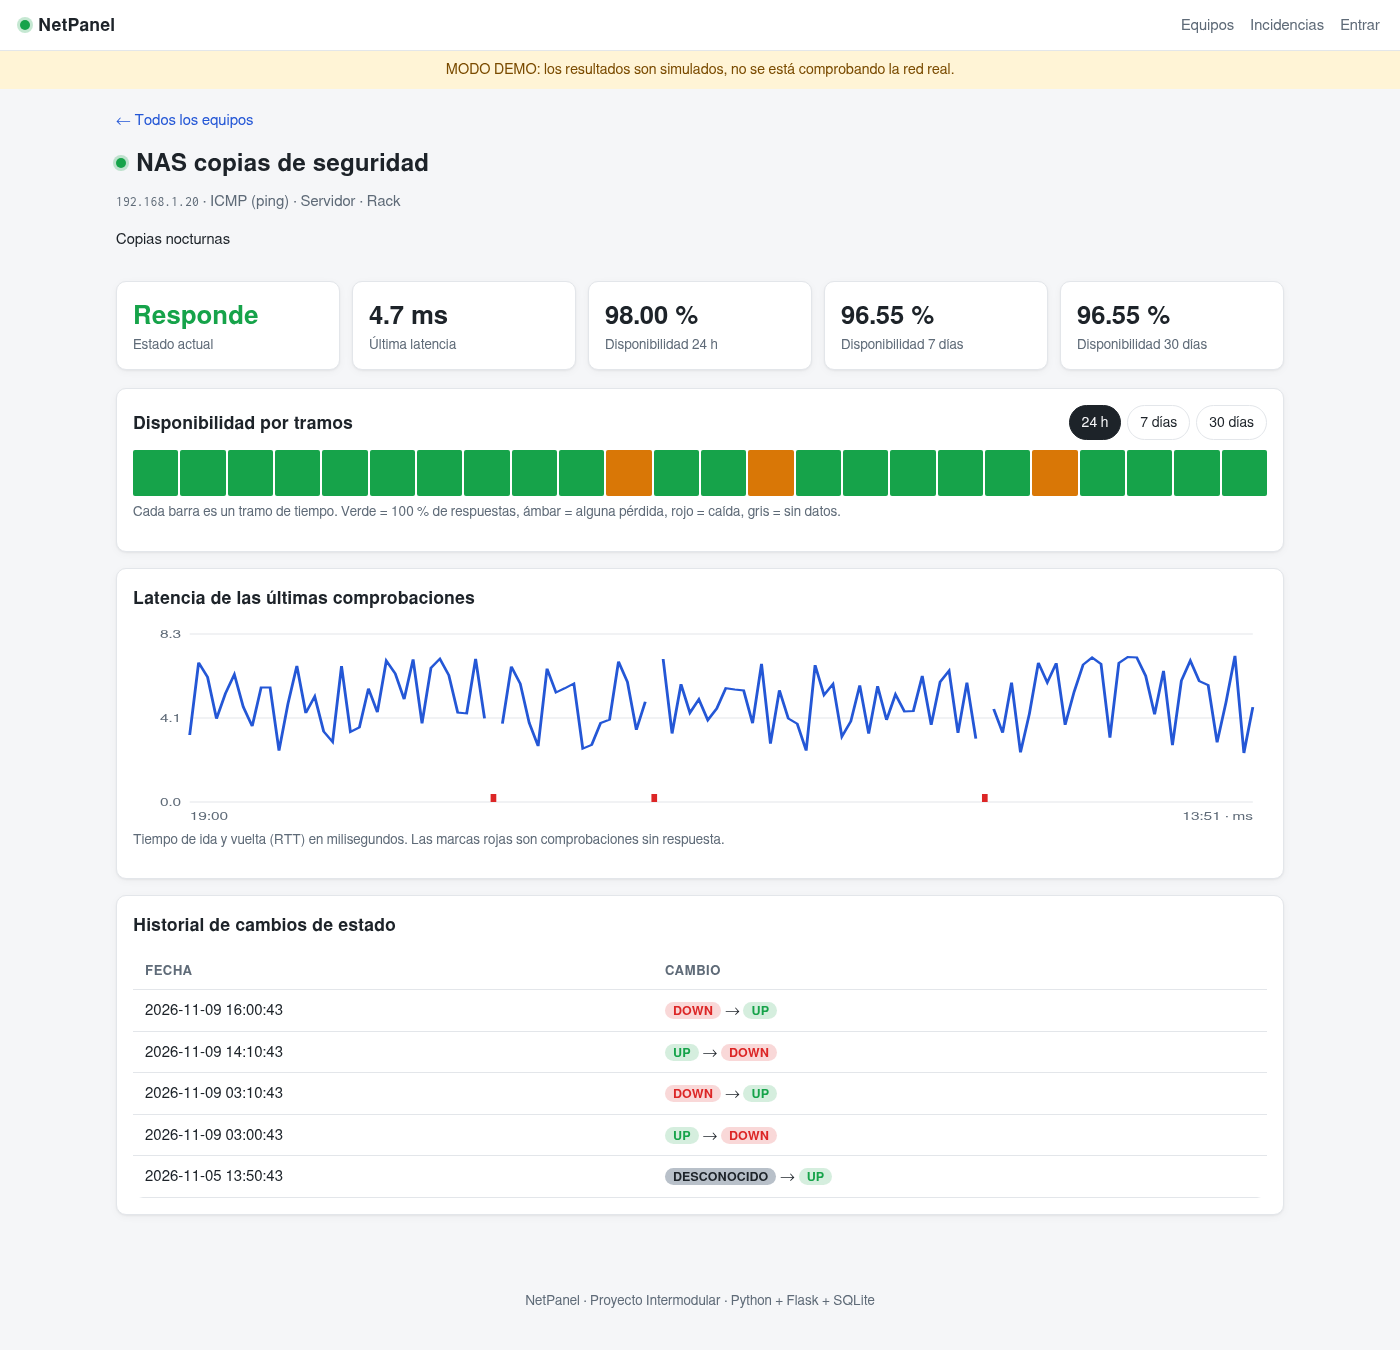 NetPanel
Equipos Incidencias Entrar
MODO DEMO: los resultados son simulados, no se está comprobando la red real.
← Todos los equipos
NAS copias de seguridad
192.168.1.20 · ICMP (ping) · Servidor · Rack
Copias nocturnas
Responde
Estado actual
4.7 ms
Última latencia
98.00 %
Disponibilidad 24 h
96.55 %
Disponibilidad 7 días
96.55 %
Disponibilidad 30 días
Disponibilidad por tramos
24 h 7 días 30 días
Cada barra es un tramo de tiempo. Verde = 100 % de respuestas, ámbar = alguna pérdida, rojo = caída, gris = sin datos.
Latencia de las últimas comprobaciones
8.3
4.1
0.0
19:00 13:51 · ms
Tiempo de ida y vuelta (RTT) en milisegundos. Las marcas rojas son comprobaciones sin respuesta.
Historial de cambios de estado
FECHA CAMBIO
2026-11-09 16:00:43 DOWN → UP
2026-11-09 14:10:43 UP → DOWN
2026-11-09 03:10:43 DOWN → UP
2026-11-09 03:00:43 UP → DOWN
2026-11-05 13:50:43 DESCONOCIDO → UP
NetPanel · Proyecto Intermodular · Python + Flask + SQLite